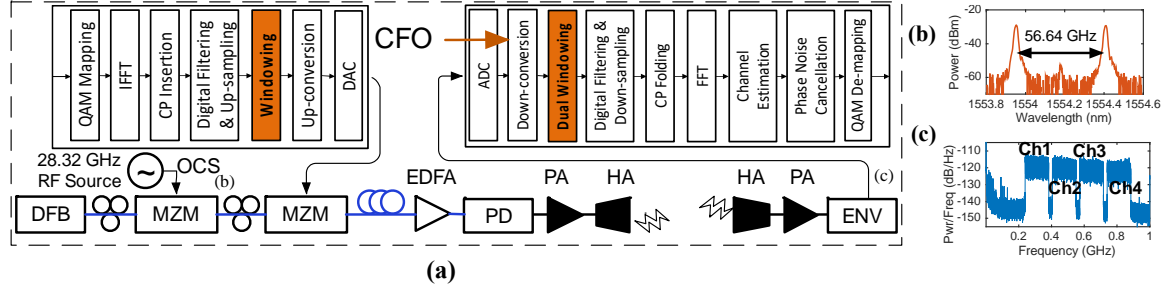 QAM Mapping
IFFT
CP Insertion
Digital Filtering
& Up-sampling
Windowing
Up-conversion
DAC
CFO
ADC
Down-conversion
Dual Windowing
Digital Filtering &
Down-sampling
CP Folding
FFT
Channel
Estimation
Phase Noise
Cancellation
QAM De-mapping
28.32 GHz
RF Source
~
OCS
(b)
DFB
MZM
MZM
EDFA
PD
PA
HA
HA
PA
ENV
(c)
(a)
(b)
Power (dBm)
-20
-40
-60
56.64 GHz
1553.8 1554 1554.2 1554.4 1554.6
Wavelength (nm)
(c)
Pwr/Freq (dB/Hz)
-110
-120
-130
-140
-150
Ch1
Ch2
Ch3
Ch4
0.2 0.4 0.6 0.8 1
Frequency (GHz)